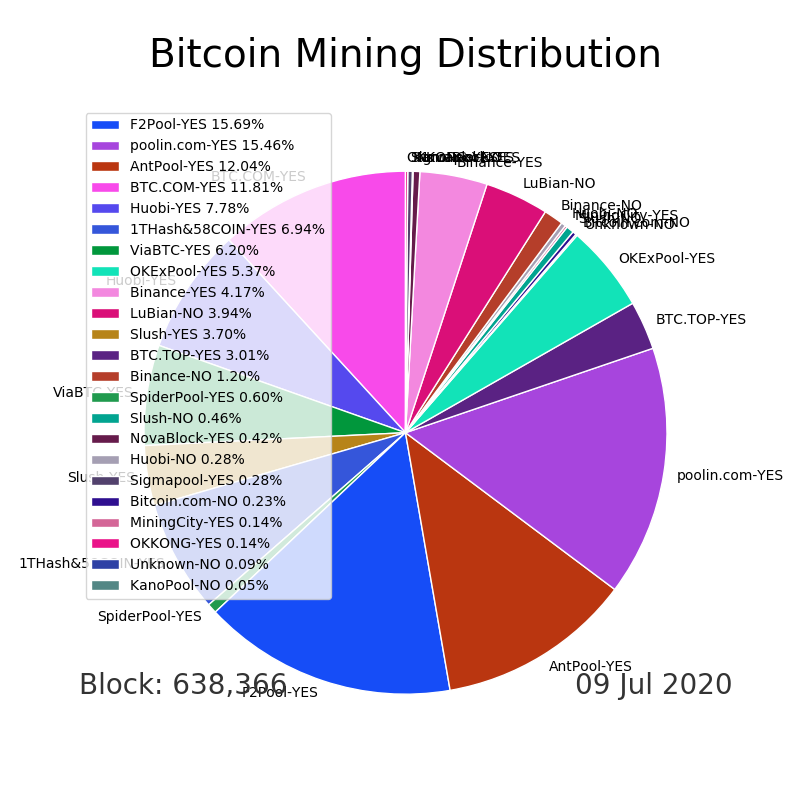 Bitcoin Mining Distribution
F2Pool-YES 15.69%
poolin.com-YES 15.46%
AntPool-YES 12.04%
BTC.COM-YES 11.81%
Huobi-YES 7.78%
1THash&58COIN-YES 6.94%
ViaBTC-YES 6.20%
OKExPool-YES 5.37%
Binance-YES 4.17%
LuBian-NO 3.94%
Slush-YES 3.70%
BTC.TOP-YES 3.01%
Binance-NO 1.20%
SpiderPool-YES 0.60%
Slush-NO 0.46%
NovaBlock-YES 0.42%
Huobi-NO 0.28%
Sigmapool-YES 0.28%
Bitcoin.com-NO 0.23%
MiningCity-YES 0.14%
OKKONG-YES 0.14%
Unknown-NO 0.09%
KanoPool-NO 0.05%
Binance-YES
LuBian-NO
Binance-NO
Unknown-NO
OKExPool-YES
BTC.TOP-YES
poolin.com-YES
AntPool-YES
F2Pool-YES
SpiderPool-YES
1THash&58COIN-YES
Slush-YES
ViaBTC-YES
Huobi-YES
BTC.COM-YES
Block: 638,366
09 Jul 2020